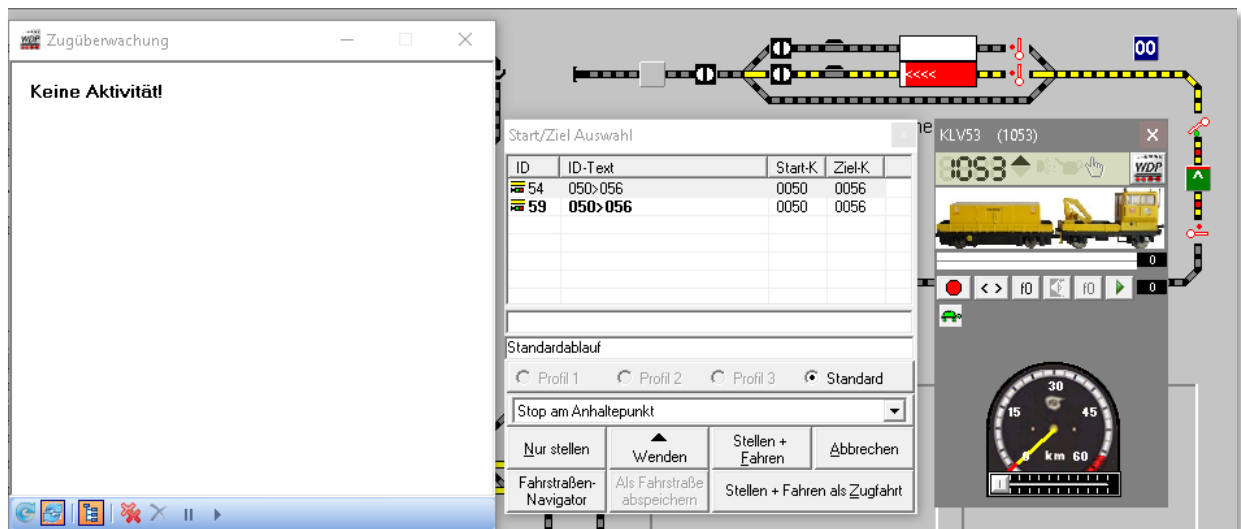 WDP Zugüberwachung
Keine Aktivität!
00
<<<<
Start/Ziel Auswahl
ID ID-Text Start-K Ziel-K
54 050>056 0050 0056
59 050>056 0050 0056
Standardablauf
Profil 1 Profil 2 Profil 3 Standard
Stop am Anhaltepunkt
Nur stellen
Wenden
Stellen +
Fahren
Abbrechen
Fahrstraßen-
Navigator
Als Fahrstraße
abspeichern
Stellen + Fahren als Zugfahrt
KLV53 (1053)
1053
WDP
0
<> f0 f0 0
30
15 45
0 km 60